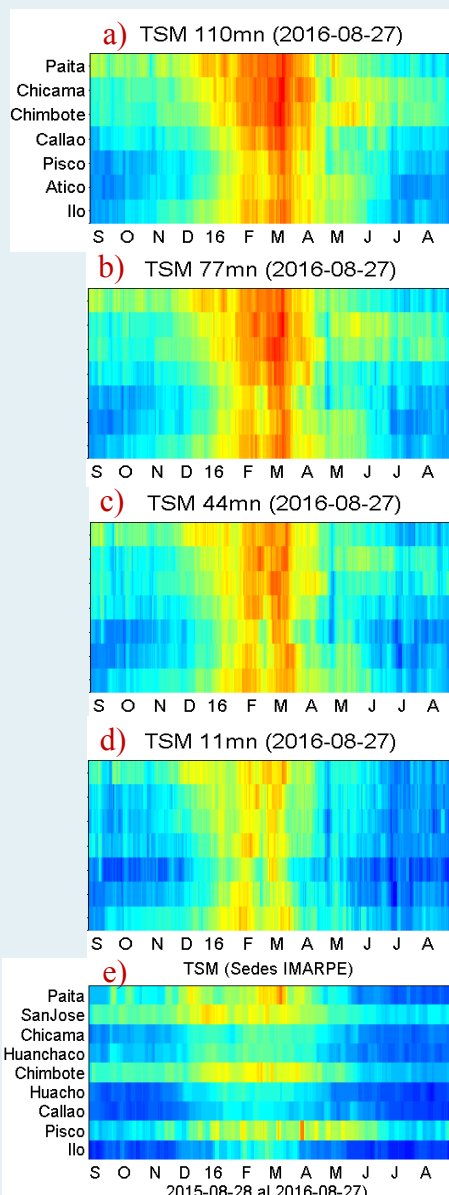 a) TSM 110mn (2016-08-27)
Paita
Chicama
Chimbote
Callao
Pisco
Atico
Ilo
S O N D 16 F M A M J J A
b) TSM 77mn (2016-08-27)
S O N D 16 F M A M J J A
c) TSM 44mn (2016-08-27)
S O N D 16 F M A M J J A
d) TSM 11mn (2016-08-27)
S O N D 16 F M A M J J A
e) TSM (Sedes IMARPE)
Paita
SanJose
Chicama
Huanchaco
Chimbote
Huacho
Callao
Pisco
Ilo
S O N D 16 F M A M J J A
2015-08-28 al 2016-08-27)